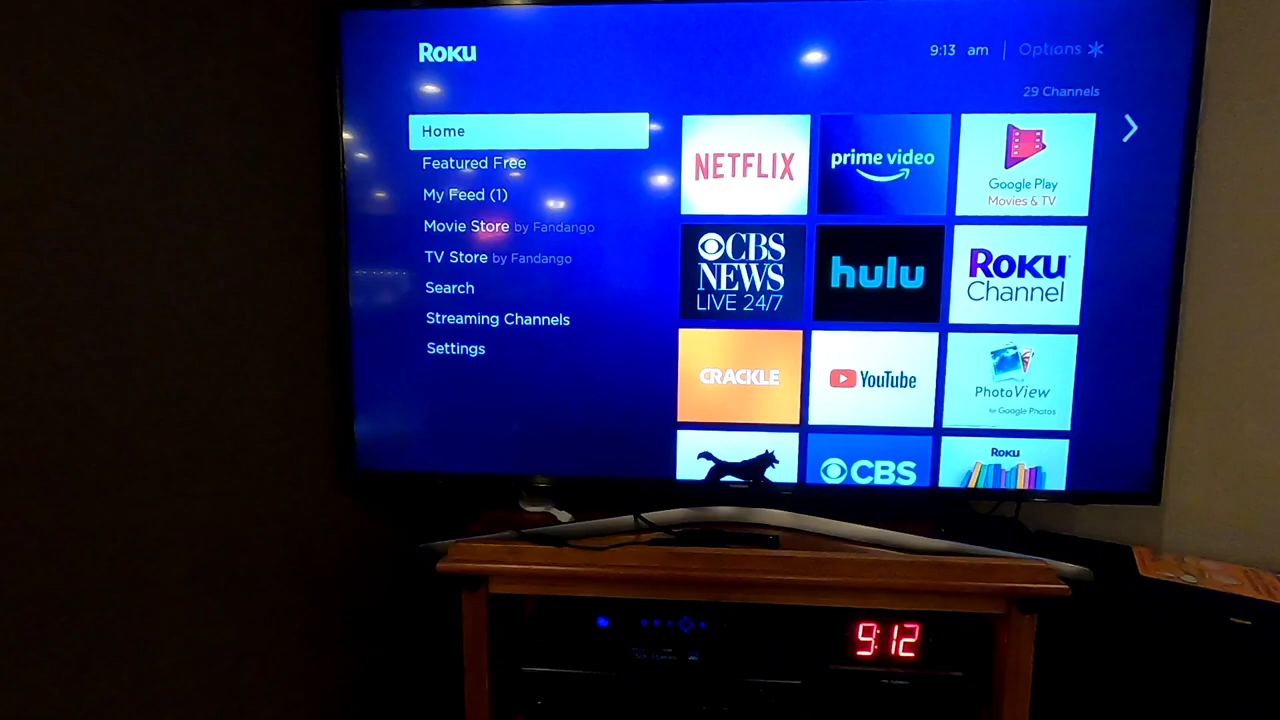 Roku
9:13 am | Options
29 Channels
Home
Featured Free
My Feed (1)
Movie Store by Fandango
TV Store by Fandango
Search
Streaming Channels
Settings
NETFLIX
prime video
Google Play
Movies & TV
CBS
NEWS
LIVE 24/7
hulu
Roku
Channel
CRACKLE
YouTube
PhotoView
for Google Photos
CBS
Roku
9:12